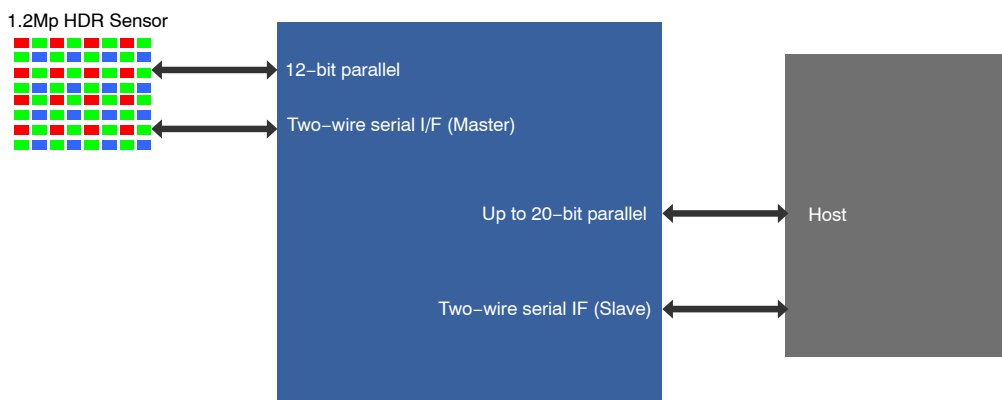 1.2Mp HDR Sensor
12−bit parallel
Two−wire serial I/F (Master)
Up to 20−bit parallel
Host
Two−wire serial IF (Slave)